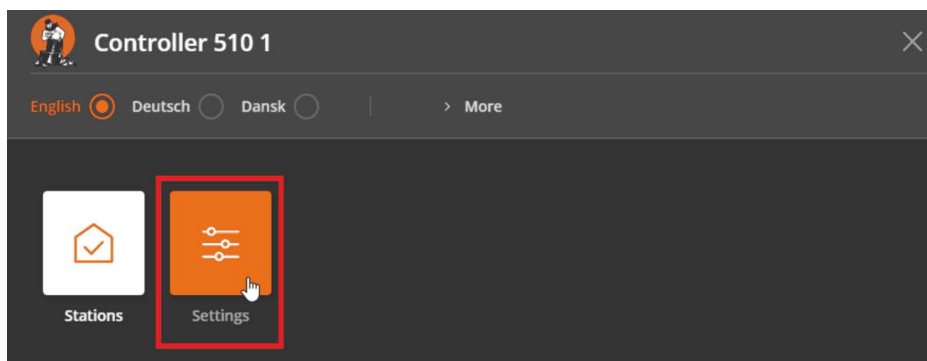 Controller 510 1
English Deutsch Dansk > More
Stations Settings